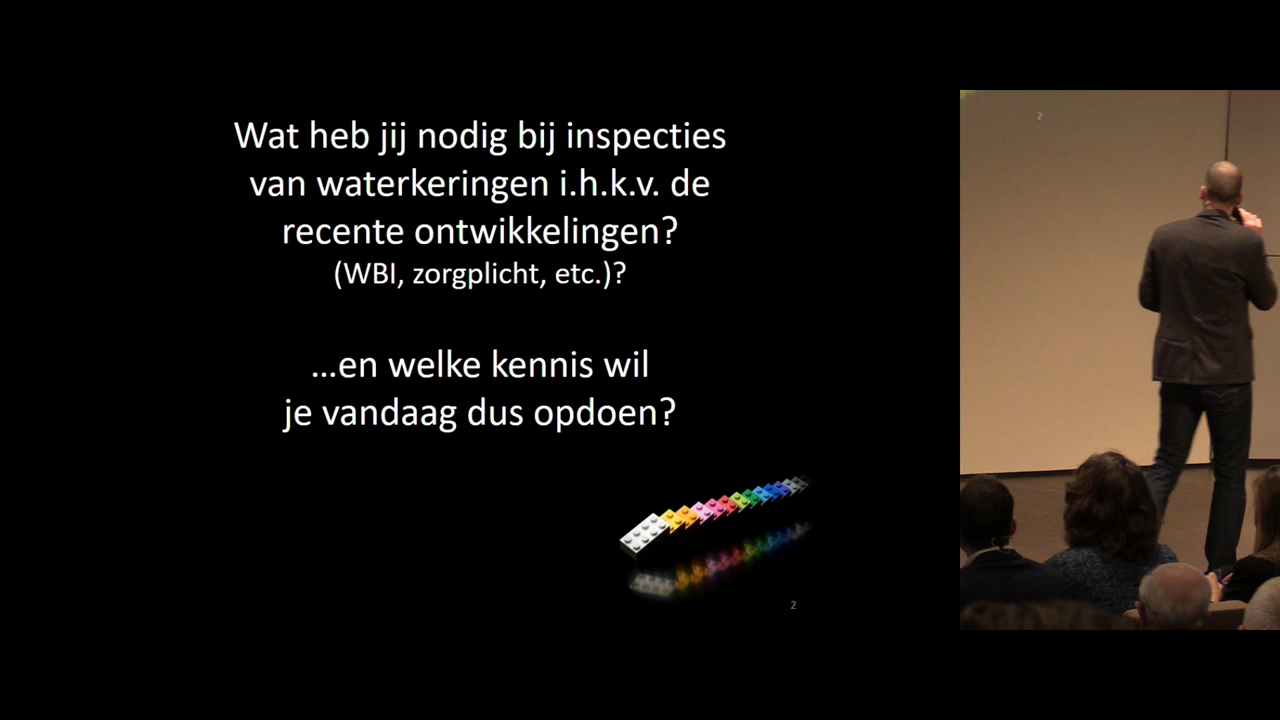 Wat heb jij nodig bij inspecties
van waterkeringen i.h.k.v. de
recente ontwikkelingen?
(WBI, zorgplicht, etc.)?
...en welke kennis wil
je vandaag dus opdoen?
2
2